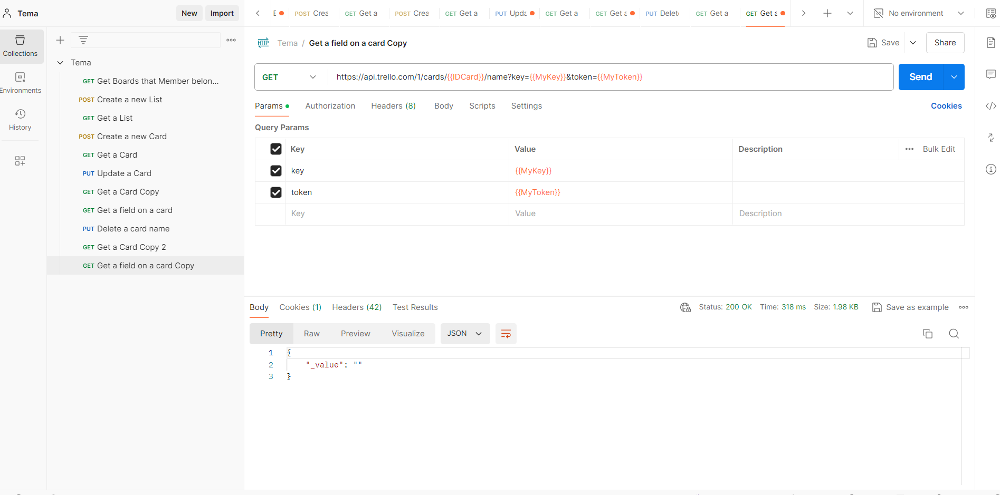 Tema
New
Import
POST Crea
GET Get a
POST Crea
GET Get a
PUT Upda
GET Get a
GET Get a
PUT Delet
GET Get a
GET Get a
No environment
Collections
Environments
History
Tema
GET Get Boards that Member belon...
POST Create a new List
GET Get a List
POST Create a new Card
GET Get a Card
PUT Update a Card
GET Get a Card Copy
GET Get a field on a card
PUT Delete a card name
GET Get a Card Copy 2
GET Get a field on a card Copy
HTTP Tema / Get a field on a card Copy
Save
Share
GET https://api.trello.com/1/cards/{{IDCard}}/name?key={{MyKey}}&token={{MyToken}}
Send
Params Authorization Headers (8) Body Scripts Settings
Cookies
Query Params
Key Value Description Bulk Edit
key {{MyKey}}
token {{MyToken}}
Key Value Description
Body Cookies (1) Headers (42) Test Results
Status: 200 OK Time: 318 ms Size: 1.98 KB Save as example
Pretty Raw Preview Visualize JSON
1 {
2 "_value": ""
3 }